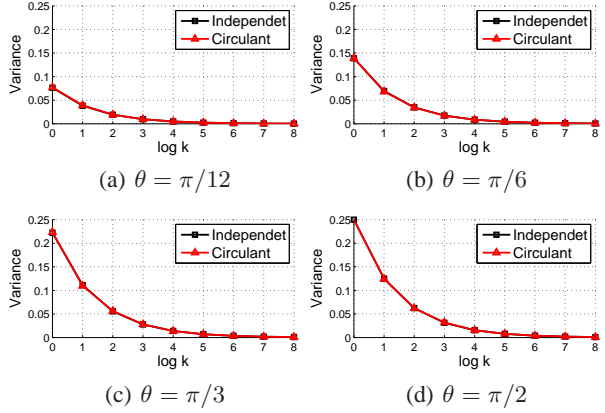 0.25
0.2
0.15
0.1
0.05
0
Variance
Independet
Circulant
0 1 2 3 4 5 6 7 8
log k
(a) θ = π/12
0.25
0.2
0.15
0.1
0.05
0
Variance
Independet
Circulant
0 1 2 3 4 5 6 7 8
log k
(b) θ = π/6
0.25
0.2
0.15
0.1
0.05
0
Variance
Independet
Circulant
0 1 2 3 4 5 6 7 8
log k
(c) θ = π/3
0.25
0.2
0.15
0.1
0.05
0
Variance
Independet
Circulant
0 1 2 3 4 5 6 7 8
log k
(d) θ = π/2